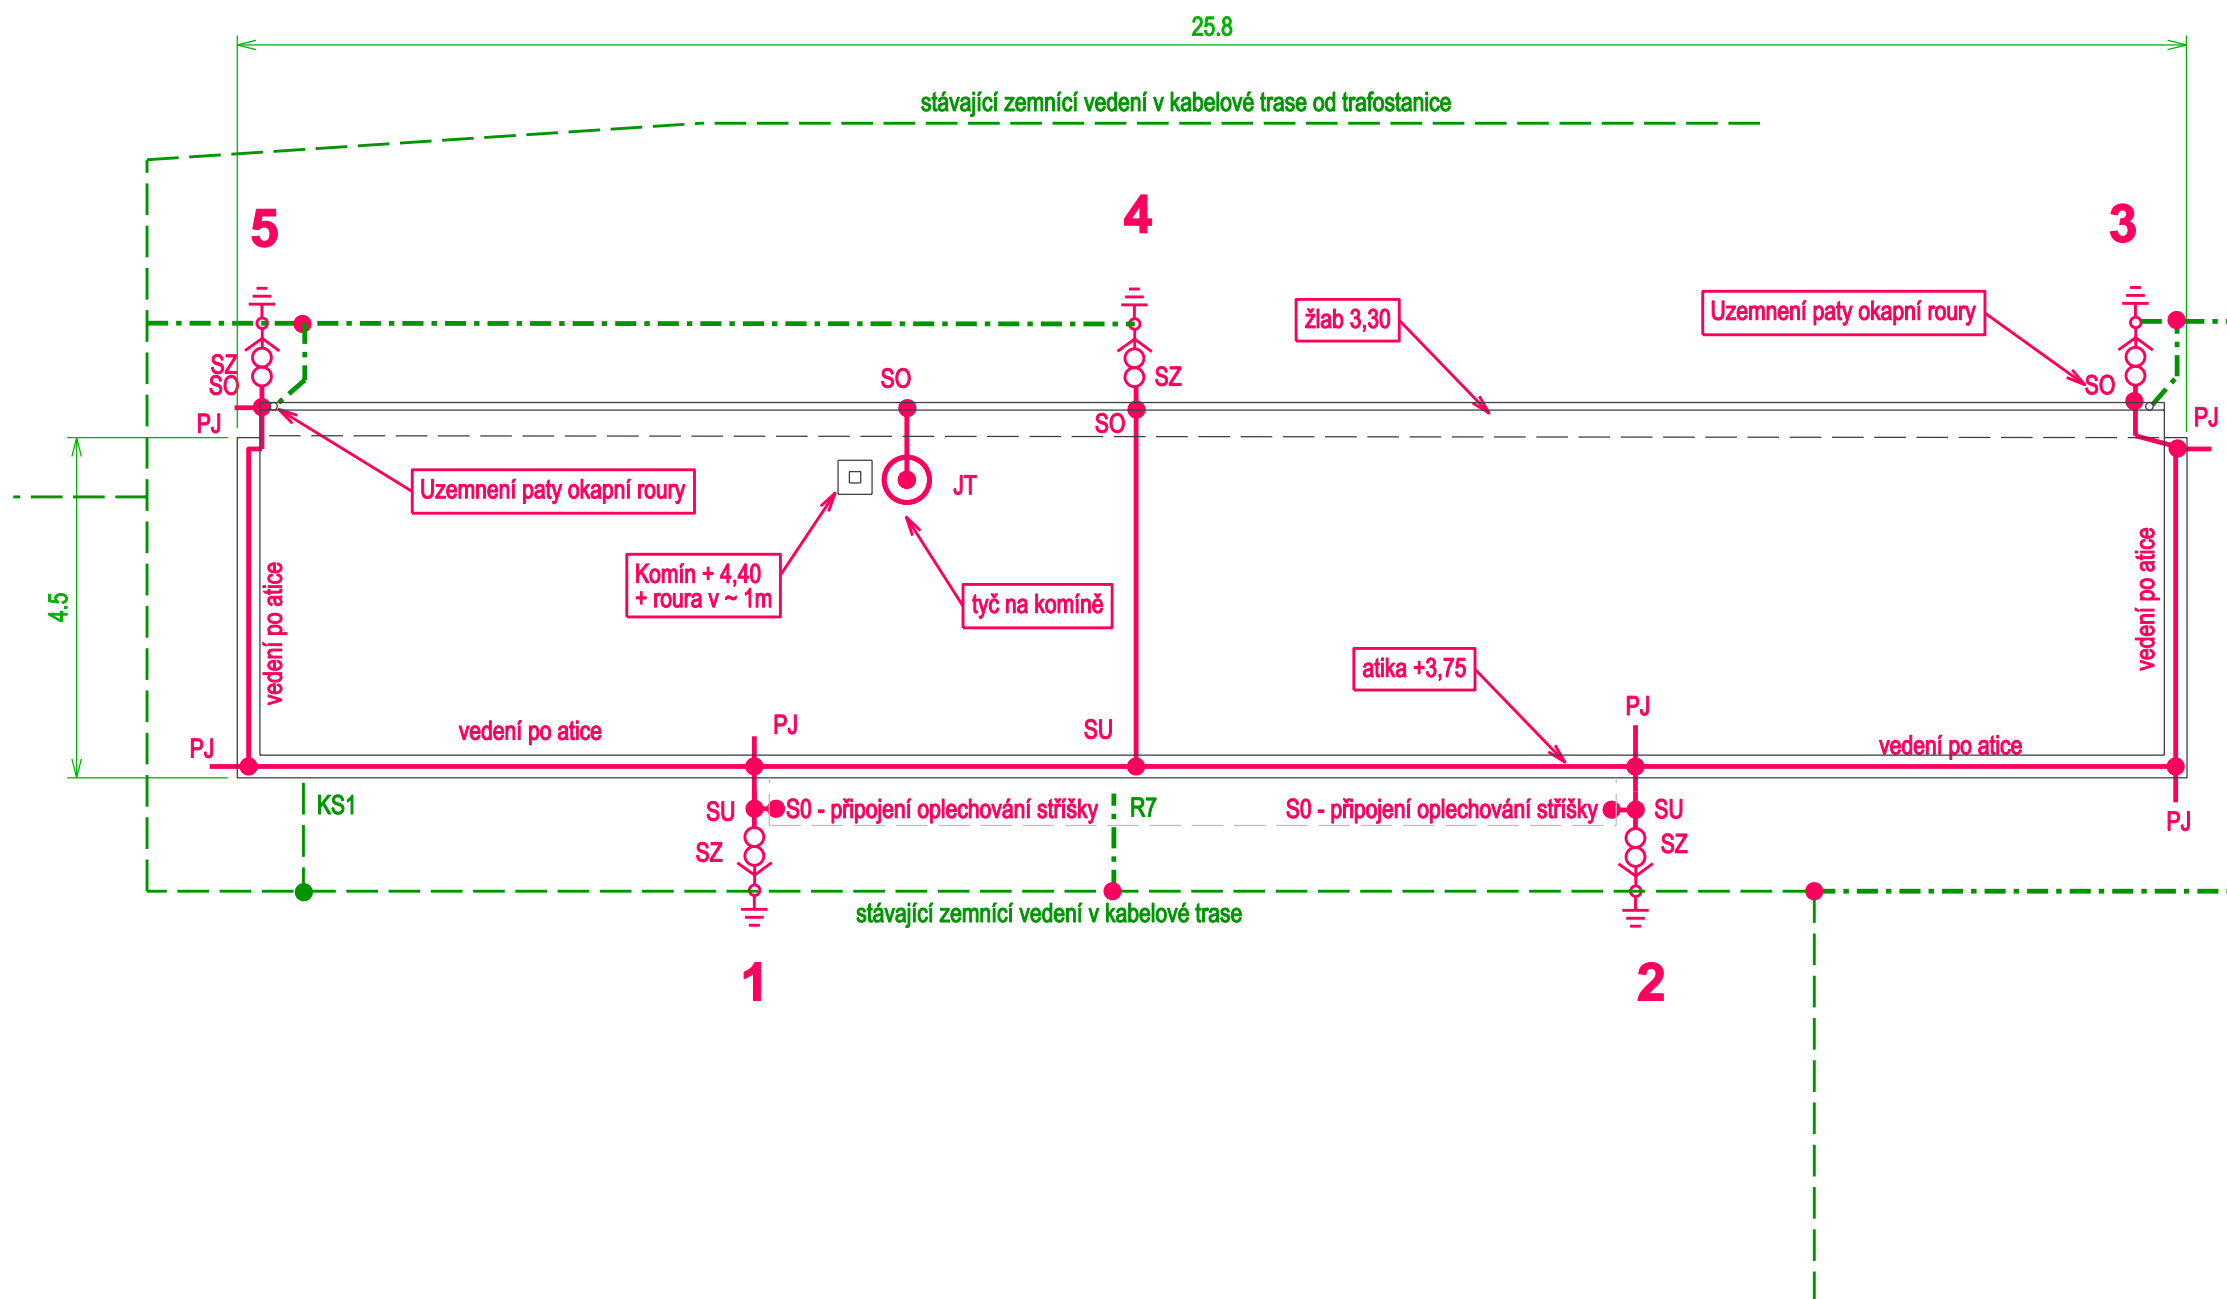 25.8
stávající zemnící vedení v kabelové trase od trafostanice
5
4
3
žlab 3,30
Uzemnení paty okapní roury
SZ
SO
PJ
SO
SZ
SO
SO
PJ
Uzemnení paty okapní roury
JT
Komín + 4,40
+ roura v ~ 1m
tyč na komíně
4.5
vedení po atice
vedení po atice
atika +3,75
PJ
vedení po atice
PJ
SU
PJ
vedení po atice
KS1
SU
S0 - připojení oplechování stříšky
R7
S0 - připojení oplechování stříšky
SU
PJ
SZ
SZ
stávající zemnící vedení v kabelové trase
1
2